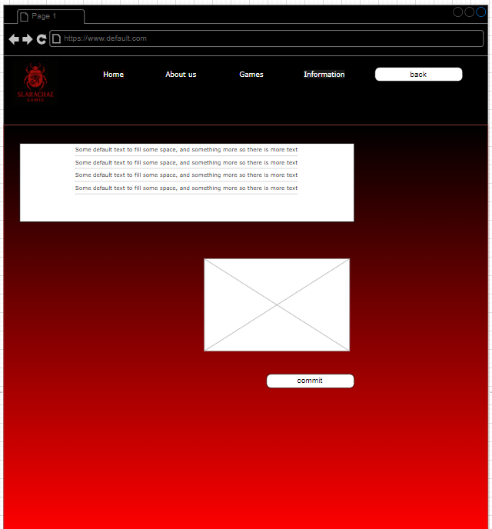 Page 1
https://www.default.com
Home About us Games Information back
GAMES
Some default text to fill some space, and something more so there is more text
Some default text to fill some space, and something more so there is more text
Some default text to fill some space, and something more so there is more text
Some default text to fill some space, and something more so there is more text
commit